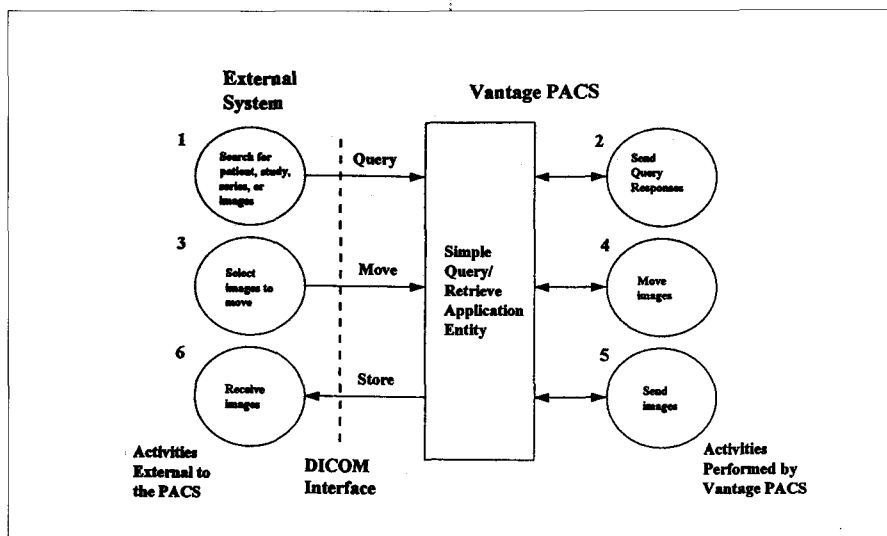 External
System
Vantage PACS
1
Search for
patient, study,
series, or
images
Query
2
Send
Query
Responses
3
Select
images to
move
Move
Simple
Query/
Retrieve
Application
Entity
4
Move
images
6
Receive
images
Store
5
Send
images
Activities
External to
the PACS
DICOM
Interface
Activities
Performed by
Vantage PACS